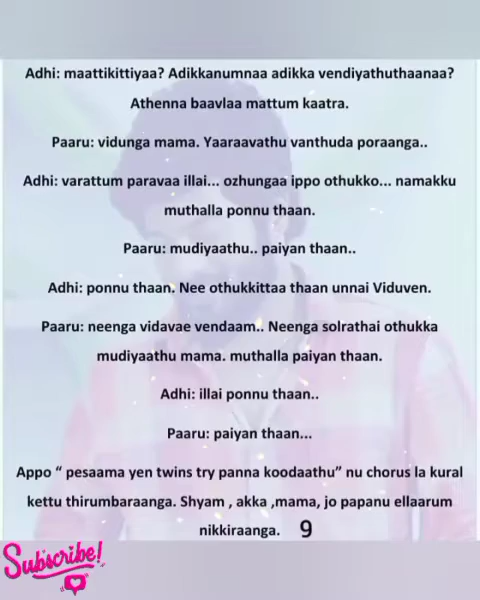 Adhi: maattikittiyaa? Adikkanumnaa adikka vendiyathuthaanaa?
Athenna baavlaa mattum kaatra.
Paaru: vidunga mama. Yaaraavathu vanthuda poraanga..
Adhi: varattum paravaa illai... ozhungaa ippo othukko... namakku
muthalla ponnu thaan.
Paaru: mudiyaathu.. paiyan thaan..
Adhi: ponnu thaan. Nee othukkittaa thaan unnai Viduven.
Paaru: neenga vidavae vendaam.. Neenga solrathai othukka
mudiyaathu mama. muthalla paiyan thaan.
Adhi: illai ponnu thaan..
Paaru: paiyan thaan...
Appo “ pesaama yen twins try panna koodaathu” nu chorus la kural
kettu thirumbaraanga. Shyam , akka ,mama, jo papanu ellaarum
nikkiraanga. 9
Subscribe!